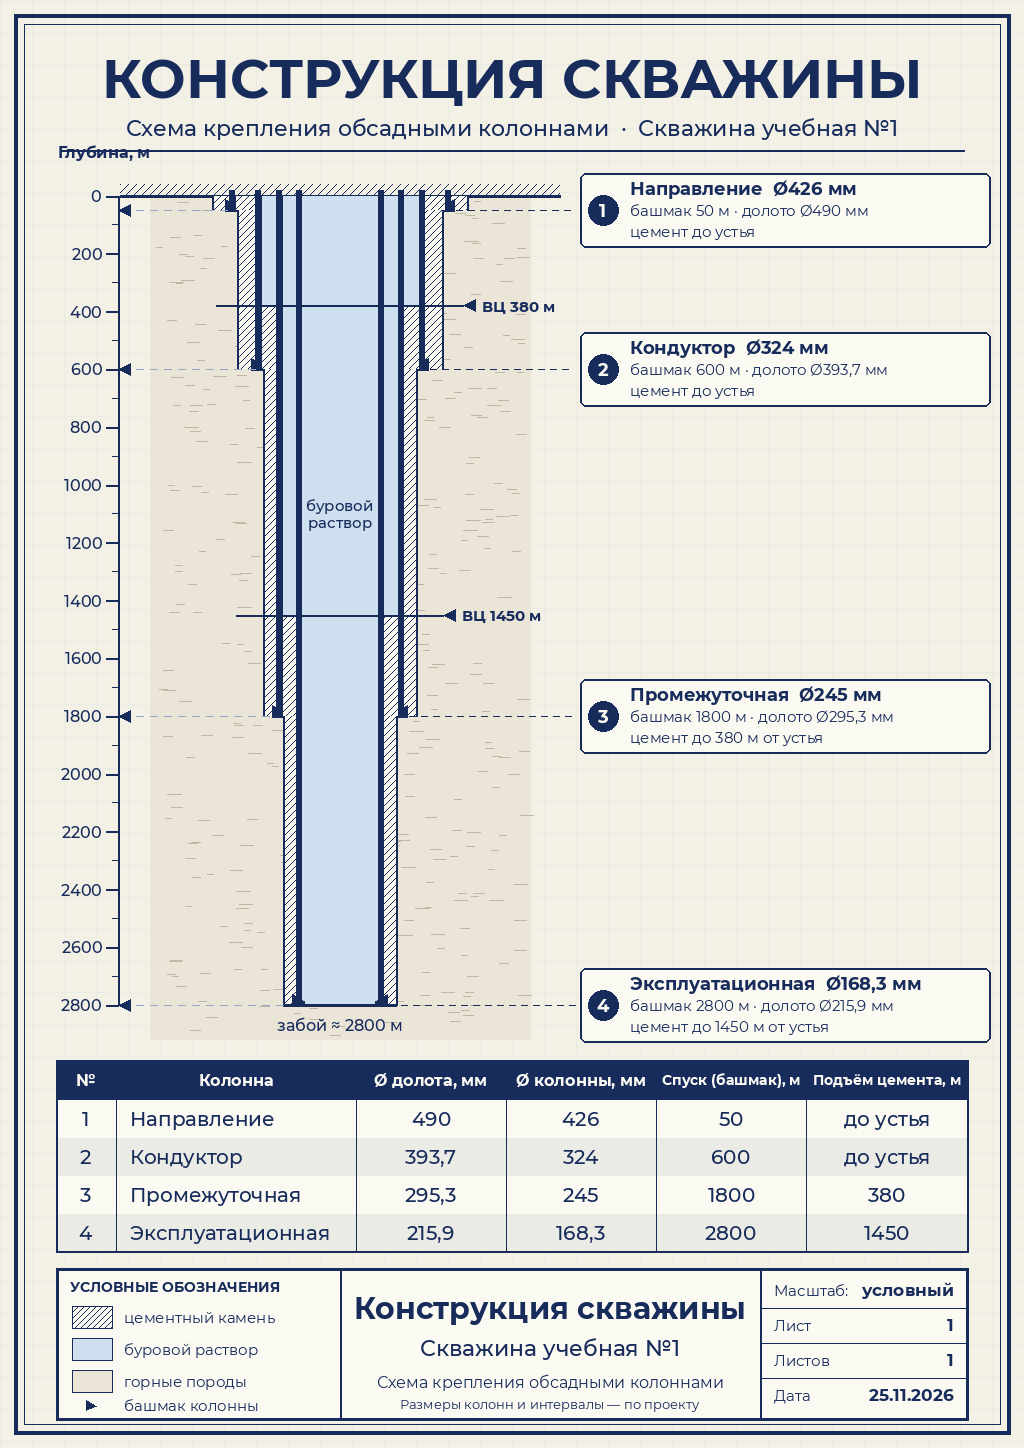 КОНСТРУКЦИЯ СКВАЖИНЫ
Схема крепления обсадными колоннами · Скважина учебная №1
Глубина, м
0
200
400
600
800
1000
1200
1400
1600
1800
2000
2200
2400
2600
2800
ВЦ 380 м
буровой
раствор
ВЦ 1450 м
забой ≈ 2800 м
1
Направление Ø426 мм
башмак 50 м · долото Ø490 мм
цемент до устья
2
Кондуктор Ø324 мм
башмак 600 м · долото Ø393,7 мм
цемент до устья
3
Промежуточная Ø245 мм
башмак 1800 м · долото Ø295,3 мм
цемент до 380 м от устья
4
Эксплуатационная Ø168,3 мм
башмак 2800 м · долото Ø215,9 мм
цемент до 1450 м от устья
№ Колонна Ø долота, мм Ø колонны, мм Спуск (башмак), м Подъём цемента, м
1 Направление 490 426 50 до устья
2 Кондуктор 393,7 324 600 до устья
3 Промежуточная 295,3 245 1800 380
4 Эксплуатационная 215,9 168,3 2800 1450
УСЛОВНЫЕ ОБОЗНАЧЕНИЯ
цементный камень
буровой раствор
горные породы
башмак колонны
Конструкция скважины
Скважина учебная №1
Схема крепления обсадными колоннами
Размеры колонн и интервалы — по проекту
Масштаб: условный
Лист 1
Листов 1
Дата 25.11.2026